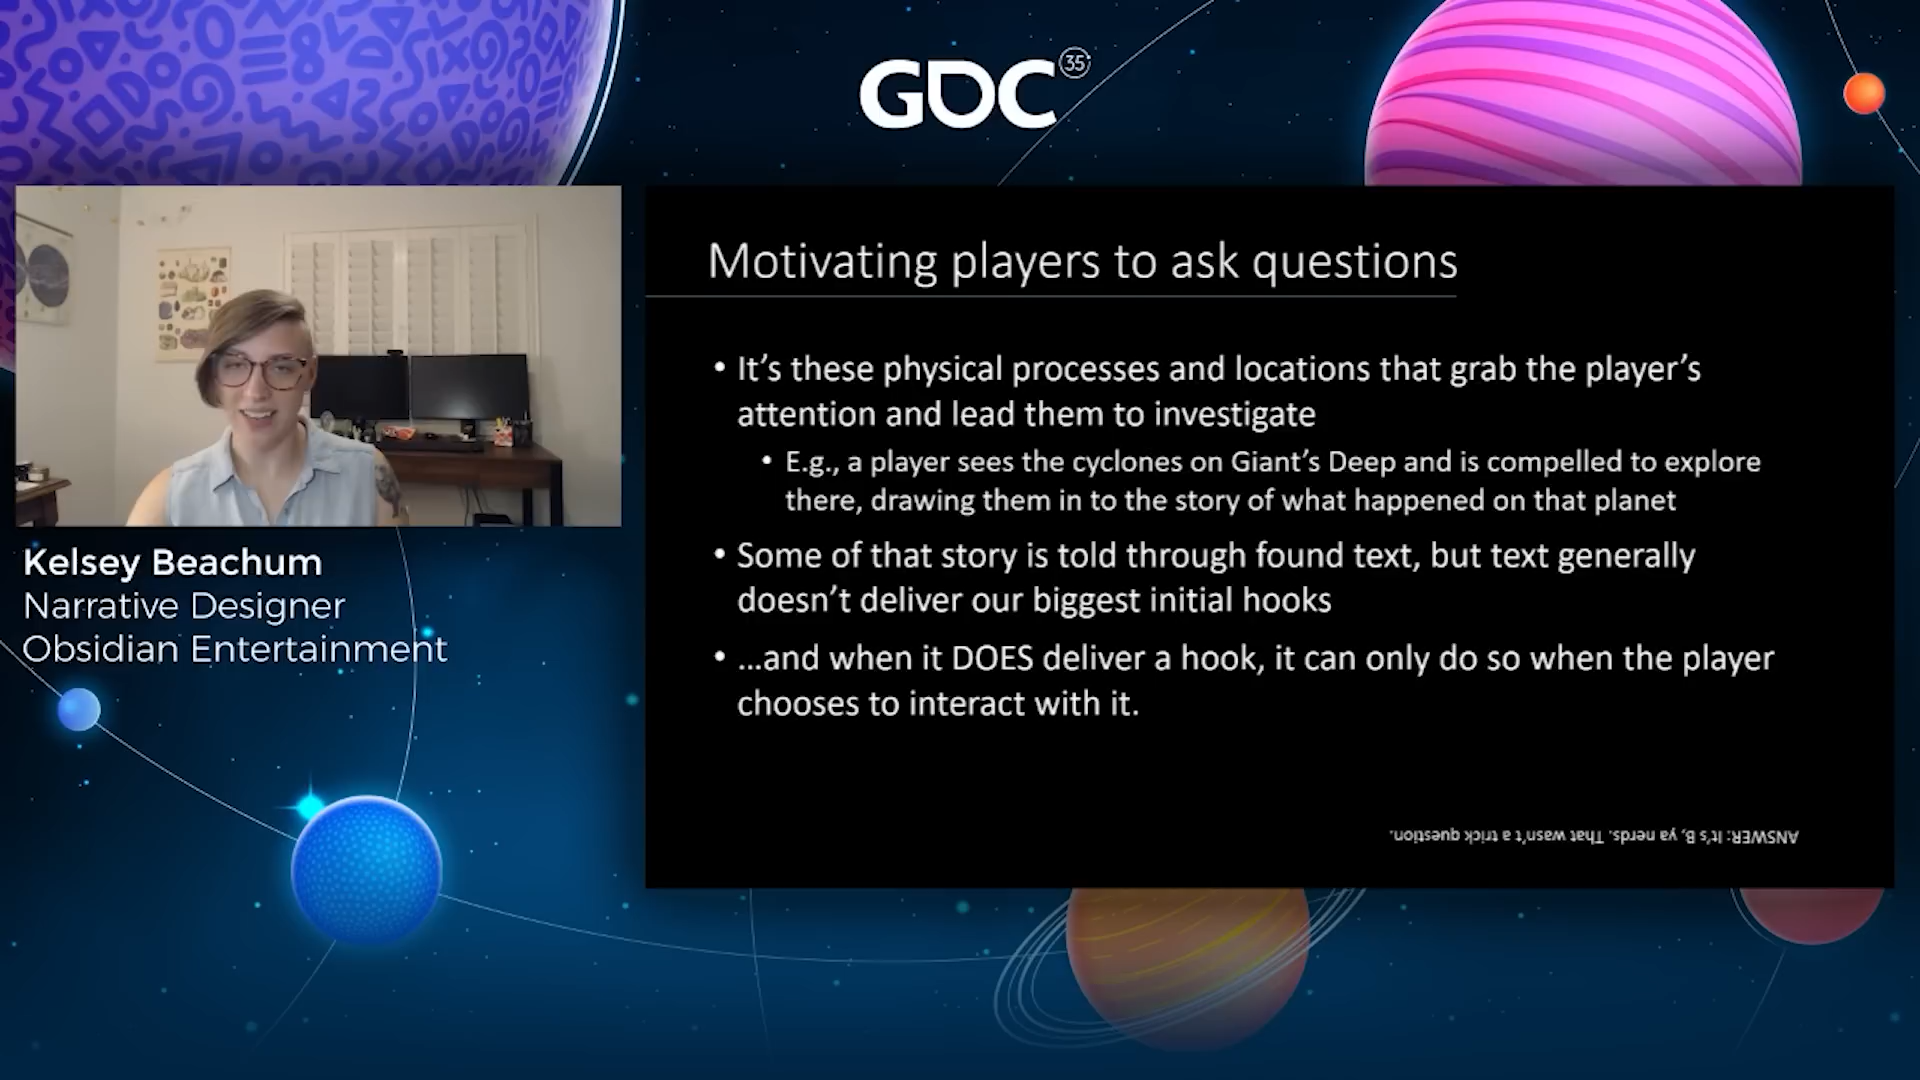 GDC 35
Motivating players to ask questions
• It’s these physical processes and locations that grab the player’s
attention and lead them to investigate
• E.g., a player sees the cyclones on Giant’s Deep and is compelled to explore
there, drawing them in to the story of what happened on that planet
• Some of that story is told through found text, but text generally
doesn’t deliver our biggest initial hooks
• …and when it DOES deliver a hook, it can only do so when the player
chooses to interact with it.
ANSWER: It’s B, ya nerds. That wasn’t a trick question.
Kelsey Beachum
Narrative Designer
Obsidian Entertainment